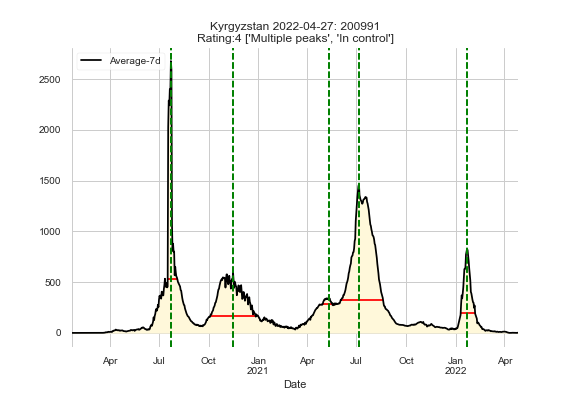 Kyrgyzstan 2022-04-27: 200991
Rating:4 ['Multiple peaks', 'In control']
Average-7d
2500
2000
1500
1000
500
0
Apr Jul Oct Jan Apr Jul Oct Jan Apr
2021 2022
Date